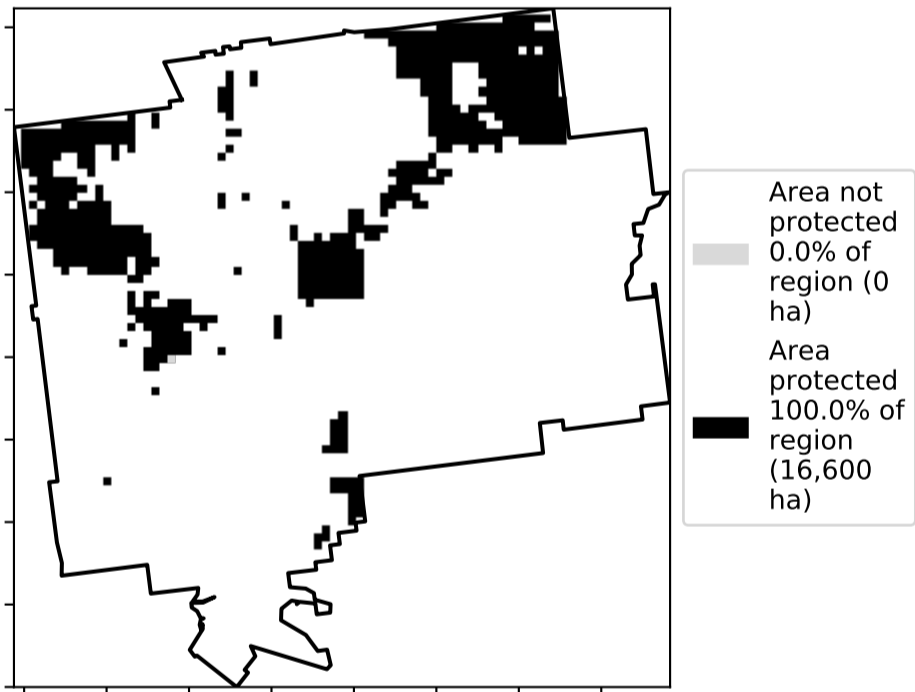 Area not
protected
0.0% of
region (0
ha)
Area
protected
100.0% of
region
(16,600
ha)